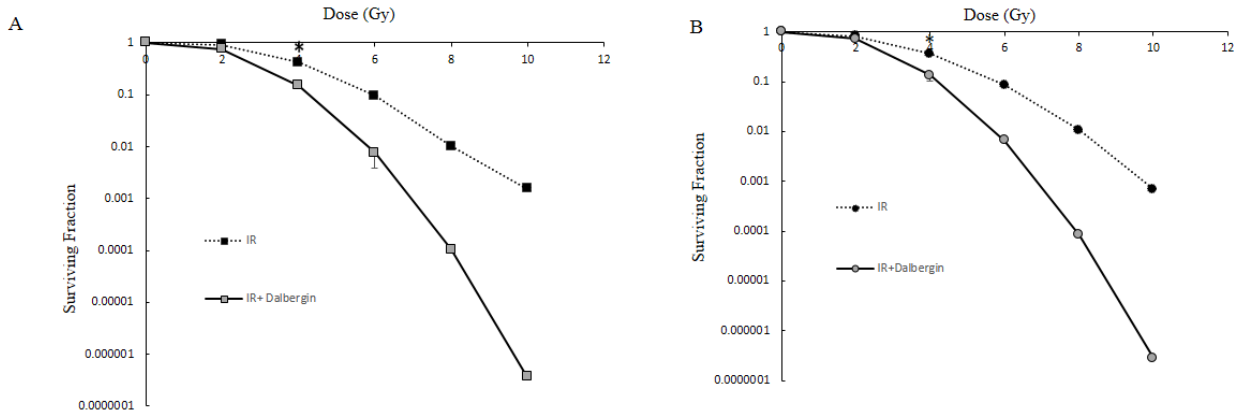 A
Dose (Gy)
*
1
0 2 4 6 8 10 12
0.1
0.01
0.001
0.0001
0.00001
0.000001
0.0000001
Surviving Fraction
IR
IR+ Dalbergin
B
Dose (Gy)
*
1
0 2 4 6 8 10 12
0.1
0.01
0.001
0.0001
0.00001
0.000001
0.0000001
Surviving Fraction
IR
IR+Dalbergin